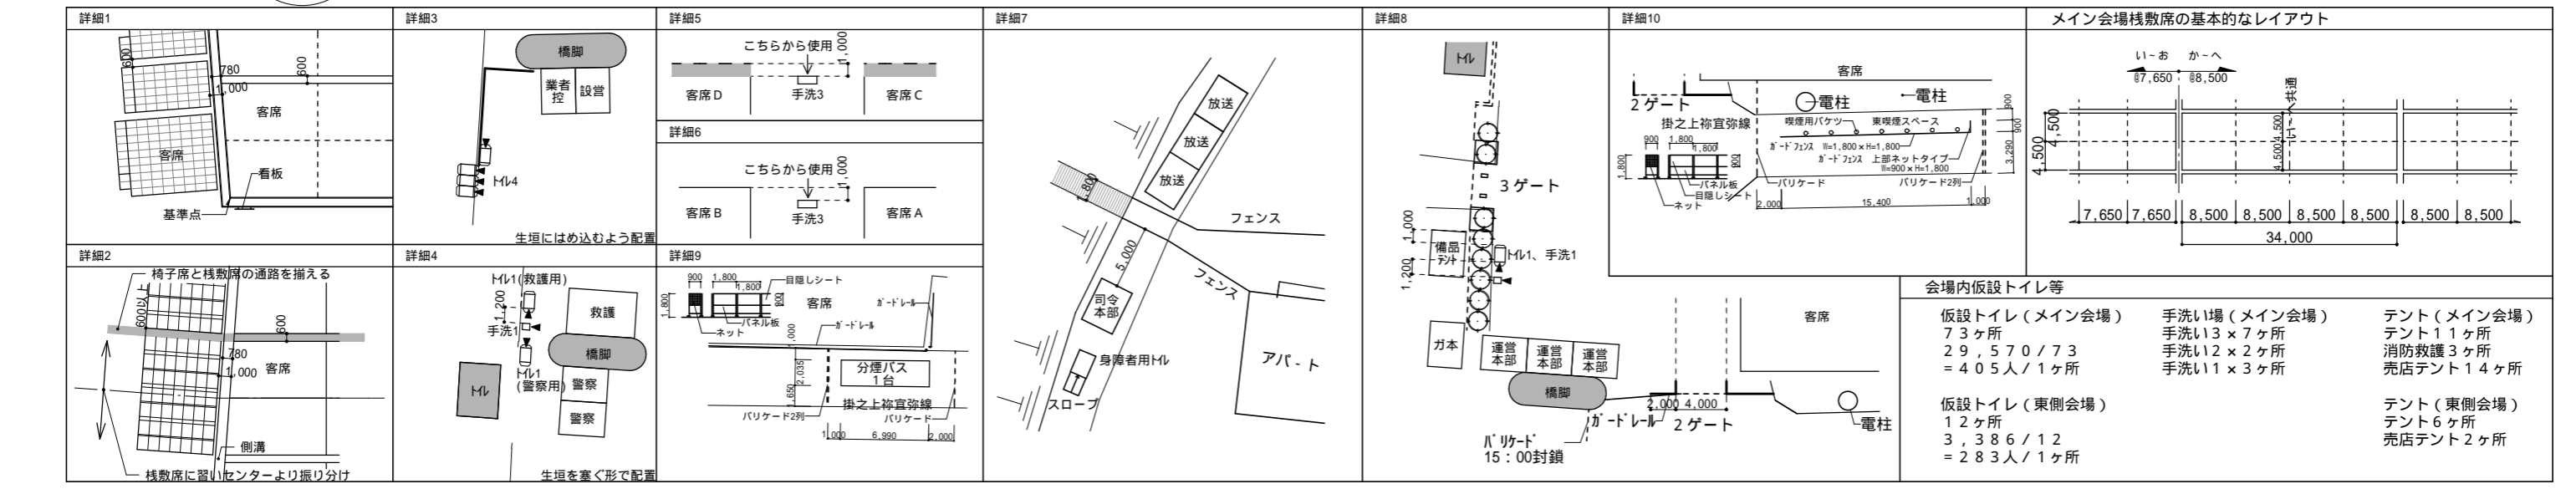 詳細1
600
780
1,000
600
客席
客席
看板
基準点
詳細2
椅子席と桟敷席の通路を揃える
600以上
600
780
1,000
客席
側溝
桟敷席に習いセンターより振り分け
詳細3
橋脚
業者控
設営
ﾄｲﾚ4
生垣にはめ込むよう配置
詳細4
ﾄｲﾚ1(救護用)
1,200
手洗1
救護
橋脚
ﾄｲﾚ
ﾄｲﾚ1
(警察用)
警察
警察
生垣を塞ぐ形で配置
詳細5
こちらから使用
1,000
客席D
手洗3
客席C
詳細6
こちらから使用
1,000
客席B
手洗3
客席A
詳細9
900
1,800
1,800
目隠しシート
1,800
900
パネル板
ネット
客席
ｶﾞｰﾄﾞﾚｰﾙ
ｶﾞｰﾄﾞﾚｰﾙ
1,000
2,035
1,650
分煙バス
1台
掛之上祢宜弥線
バリケード2列
バリケード
1,000
6,990
2,000
詳細7
放送
放送
放送
1,800
フェンス
5,000
フェンス
司令本部
身障者用ﾄｲﾚ
スロープ
アパ-ト
詳細8
ﾄｲﾚ
3ゲート
1,000
備品ﾃﾝﾄ
1,200
ﾄｲﾚ1、手洗1
ガ本
運営本部
運営本部
運営本部
橋脚
客席
2,000
4,000
ｶﾞｰﾄﾞﾚｰﾙ
2ゲート
電柱
ﾊﾞﾘｹｰﾄﾞ
15：00封鎖
詳細10
客席
2ゲート
電柱
電柱
掛之上祢宜弥線
喫煙用バケツ
東喫煙スペース
900
900
3,290
ｶﾞｰﾄﾞﾌｪﾝｽ W=1,800×H=1,800
ｶﾞｰﾄﾞﾌｪﾝｽ 上部ネットタイプ
W=900×H=1,800
900
1,800
1,800
1,800
900
パネル板
目隠しシート
ネット
バリケード
バリケード2列
2,000
15,400
1,000
メイン会場桟敷席の基本的なレイアウト
い~お
か~へ
@7,650
@8,500
い~へ共通
4,500
4,500
4,500
4,500
7,650
7,650
8,500
8,500
8,500
8,500
8,500
8,500
34,000
会場内仮設トイレ等
仮設トイレ(メイン会場)
73ヶ所
29,570/73
=405人/1ヶ所
仮設トイレ(東側会場)
12ヶ所
3,386/12
=283人/1ヶ所
手洗い場(メイン会場)
手洗い3×7ヶ所
手洗い2×2ヶ所
手洗い1×3ヶ所
テント(メイン会場)
テント11ヶ所
消防救護3ヶ所
売店テント14ヶ所
テント(東側会場)
テント6ヶ所
売店テント2ヶ所